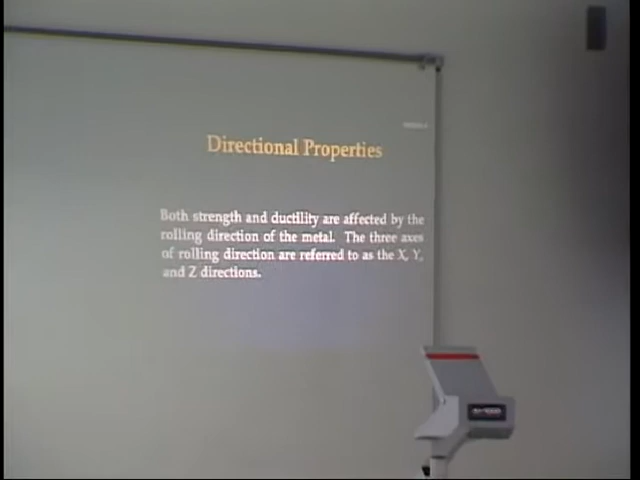 Directional Properties
Both strength and ductility are affected by the
rolling direction of the metal. The three axes
of rolling direction are referred to as the X, Y,
and Z directions.